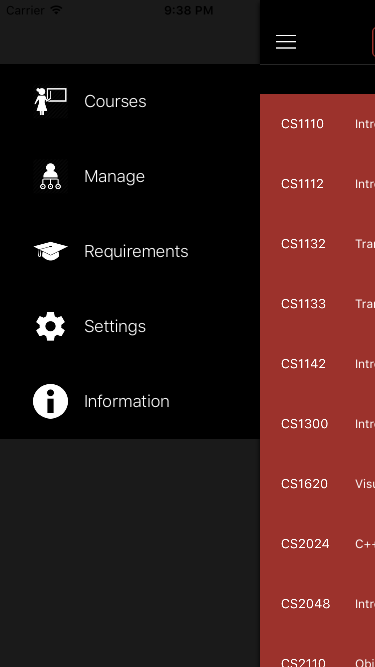 Carrier 9:38 PM
Courses
Manage
Requirements
Settings
Information
CS1110 Intr
CS1112 Intr
CS1132 Tra
CS1133 Tra
CS1142 Intr
CS1300 Intr
CS1620 Visu
CS2024 C++
CS2048 Intr
CS2110 Obj